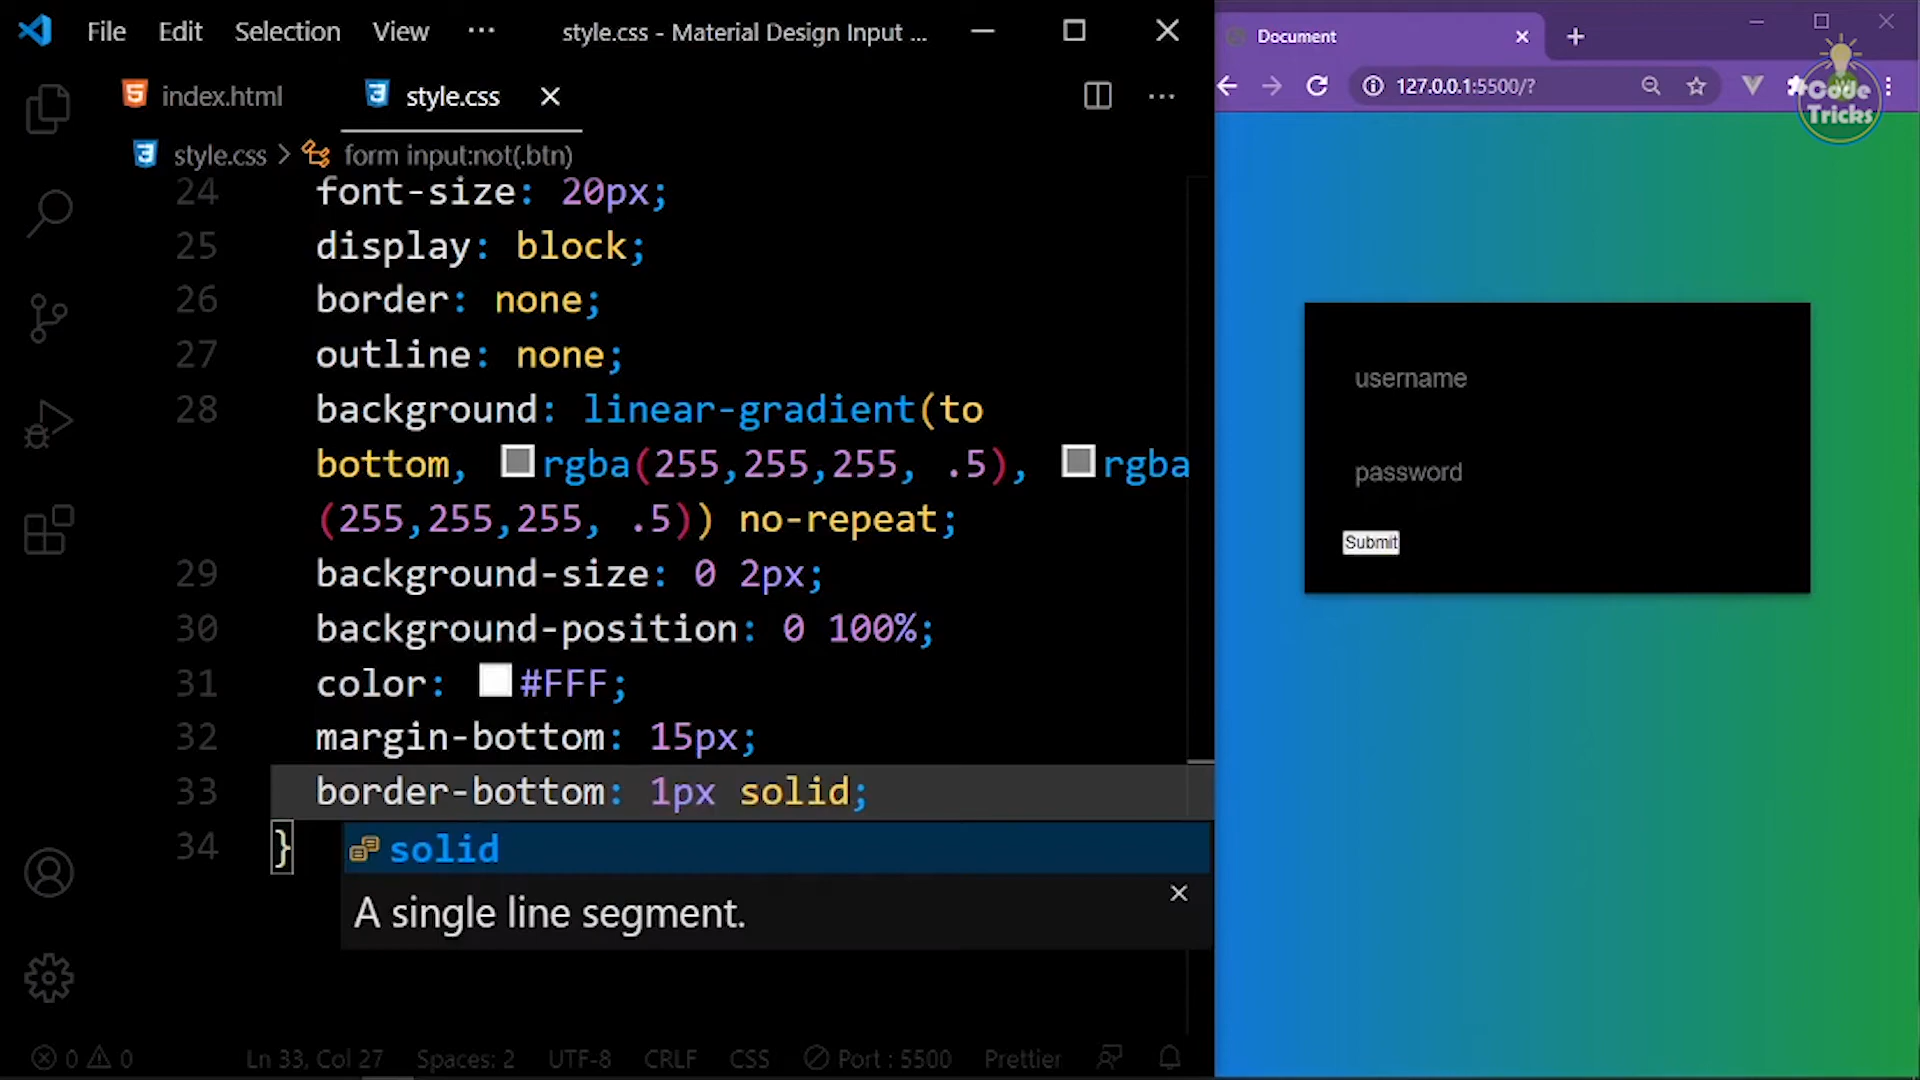 File Edit Selection View ··· style.css - Material Design Input ...
index.html style.css
style.css > form input:not(.btn)
24 font-size: 20px;
25 display: block;
26 border: none;
27 outline: none;
28 background: linear-gradient(to
bottom, rgba(255,255,255, .5), rgba
(255,255,255, .5)) no-repeat;
29 background-size: 0 2px;
30 background-position: 0 100%;
31 color: #FFF;
32 margin-bottom: 15px;
33 border-bottom: 1px solid;
34 }
solid
A single line segment.
0 0 Ln 33, Col 27 Spaces: 2 UTF-8 CRLF CSS Port : 5500 Prettier
Document
127.0.0.1:5500/?
Code
Tricks
username
password
Submit